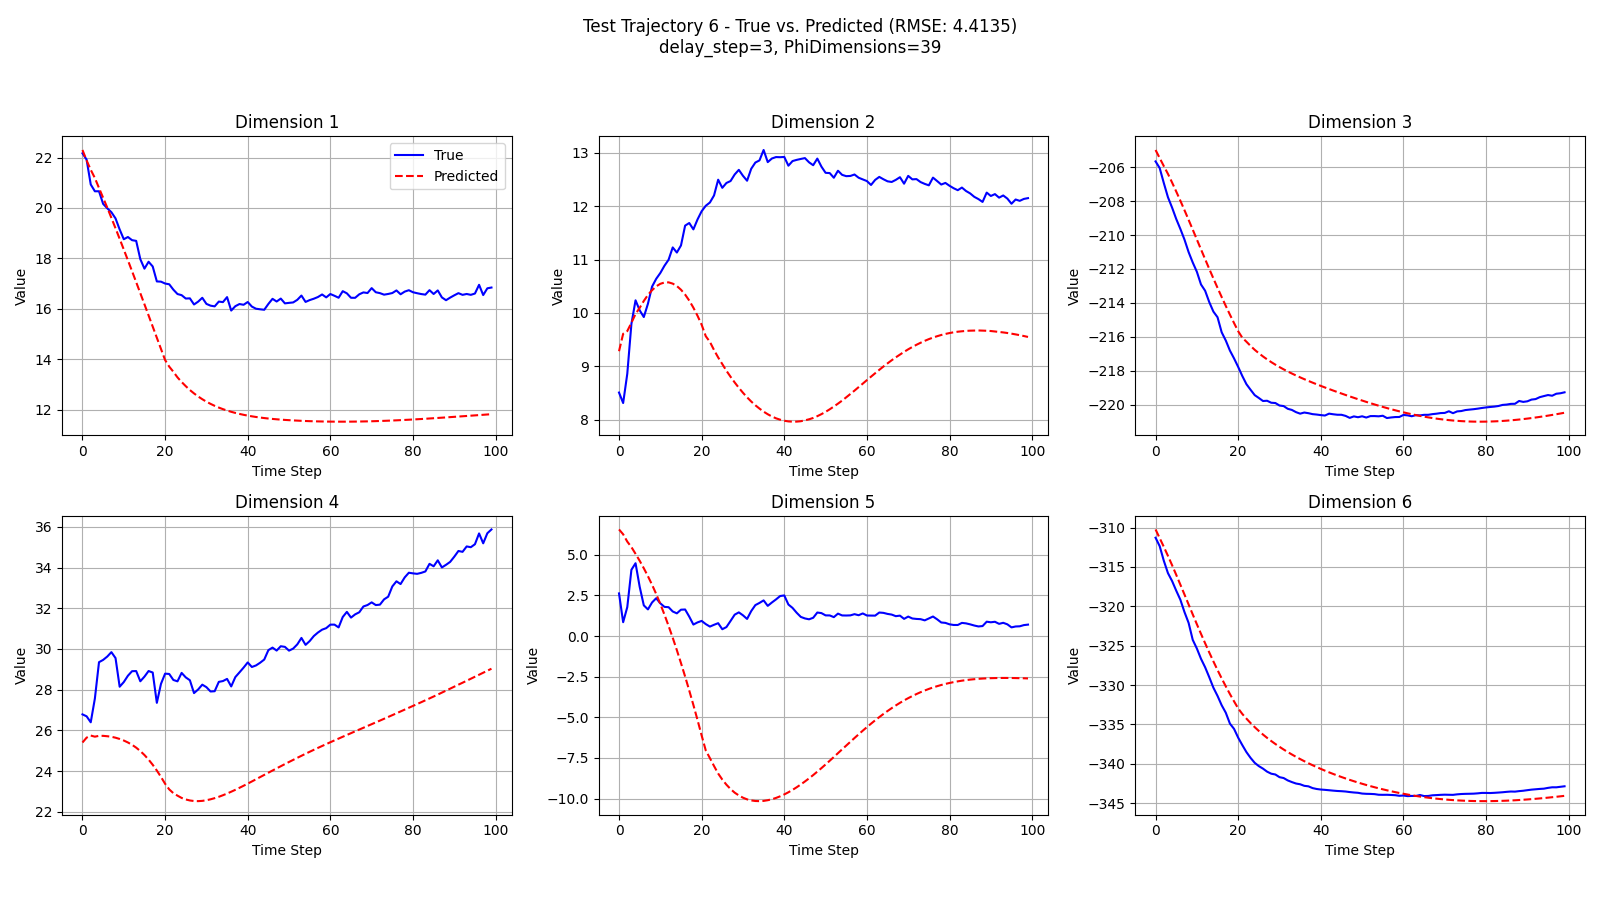 Test Trajectory 6 - True vs. Predicted (RMSE: 4.4135)
delay_step=3, PhiDimensions=39
Dimension 1
22
20
18
16
14
12
0 20 40 60 80 100
Value
Time Step
True
Predicted
Dimension 2
13
12
11
10
9
8
0 20 40 60 80 100
Value
Time Step
Dimension 3
−206
−208
−210
−212
−214
−216
−218
−220
0 20 40 60 80 100
Value
Time Step
Dimension 4
36
34
32
30
28
26
24
22
0 20 40 60 80 100
Value
Time Step
Dimension 5
5.0
2.5
0.0
−2.5
−5.0
−7.5
−10.0
0 20 40 60 80 100
Value
Time Step
Dimension 6
−310
−315
−320
−325
−330
−335
−340
−345
0 20 40 60 80 100
Value
Time Step